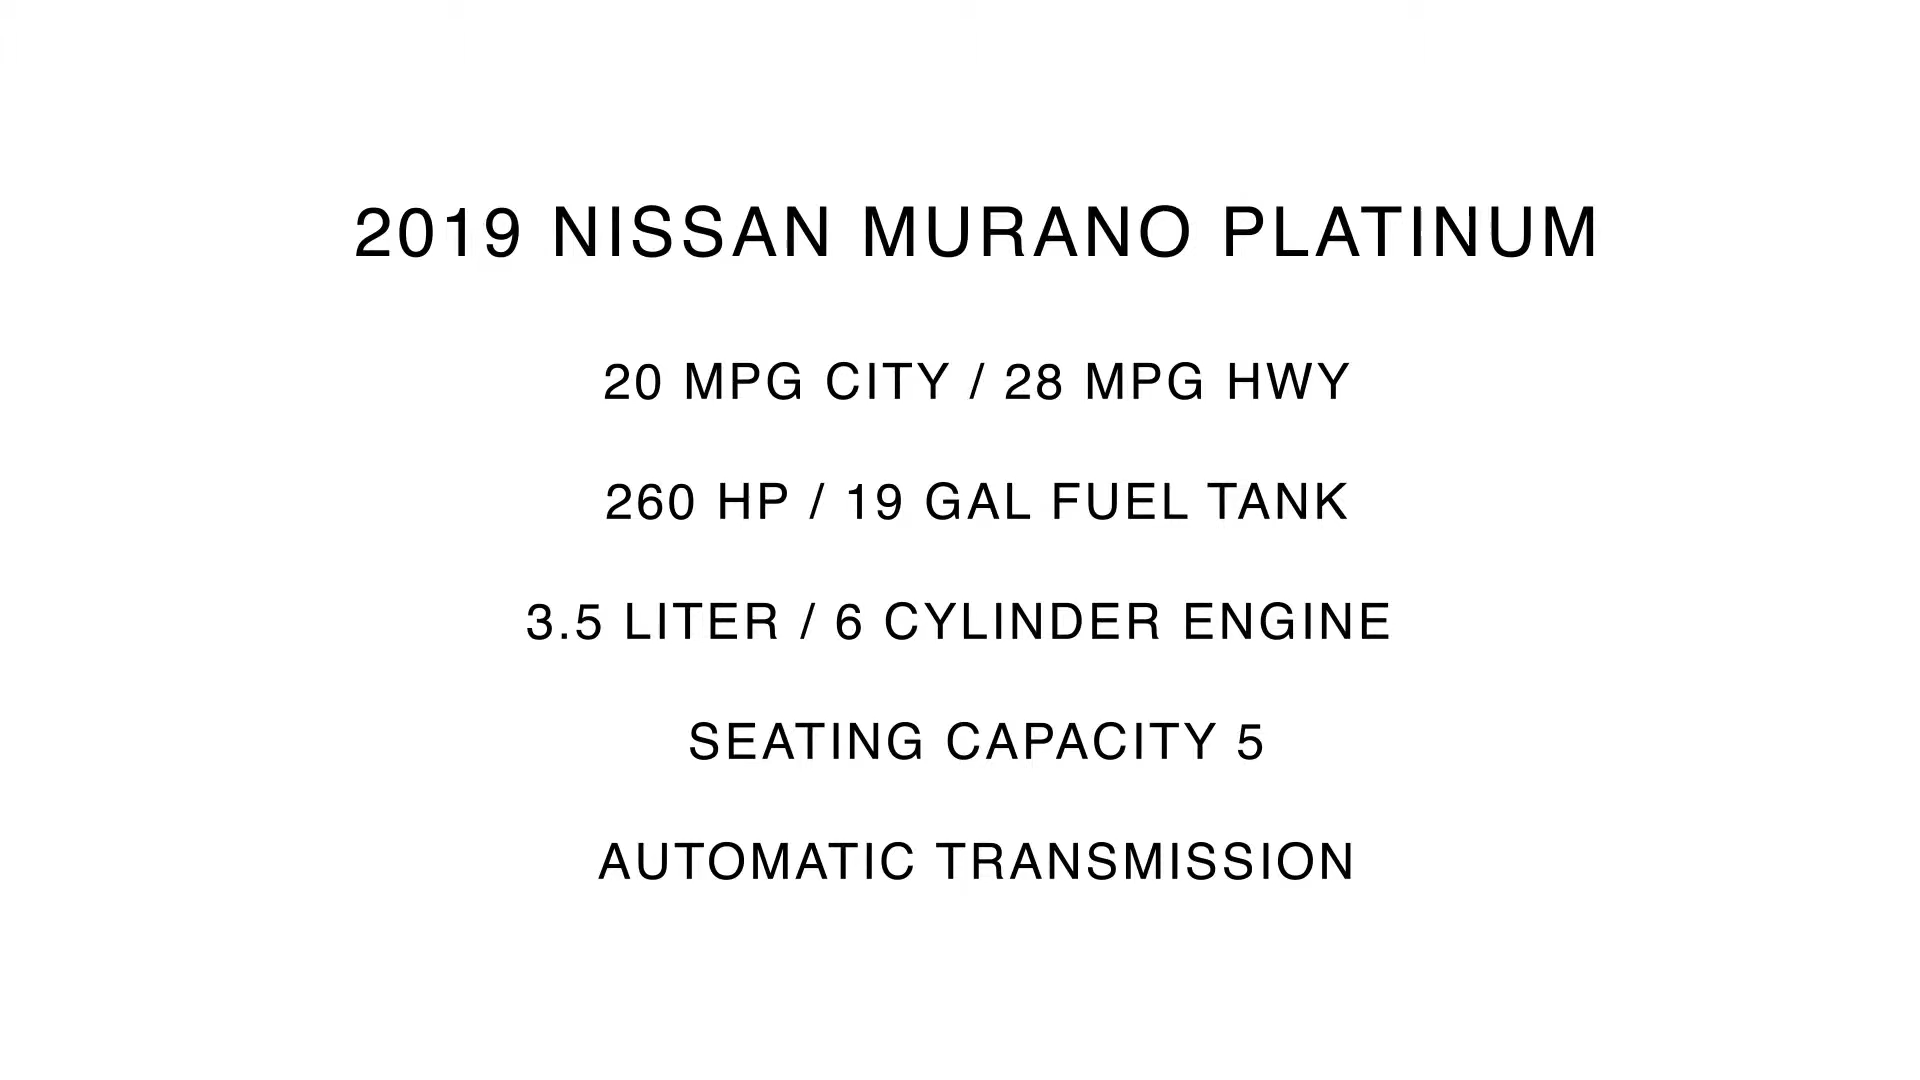 2019 NISSAN MURANO PLATINUM
20 MPG CITY / 28 MPG HWY
260 HP / 19 GAL FUEL TANK
3.5 LITER / 6 CYLINDER ENGINE
SEATING CAPACITY 5
AUTOMATIC TRANSMISSION